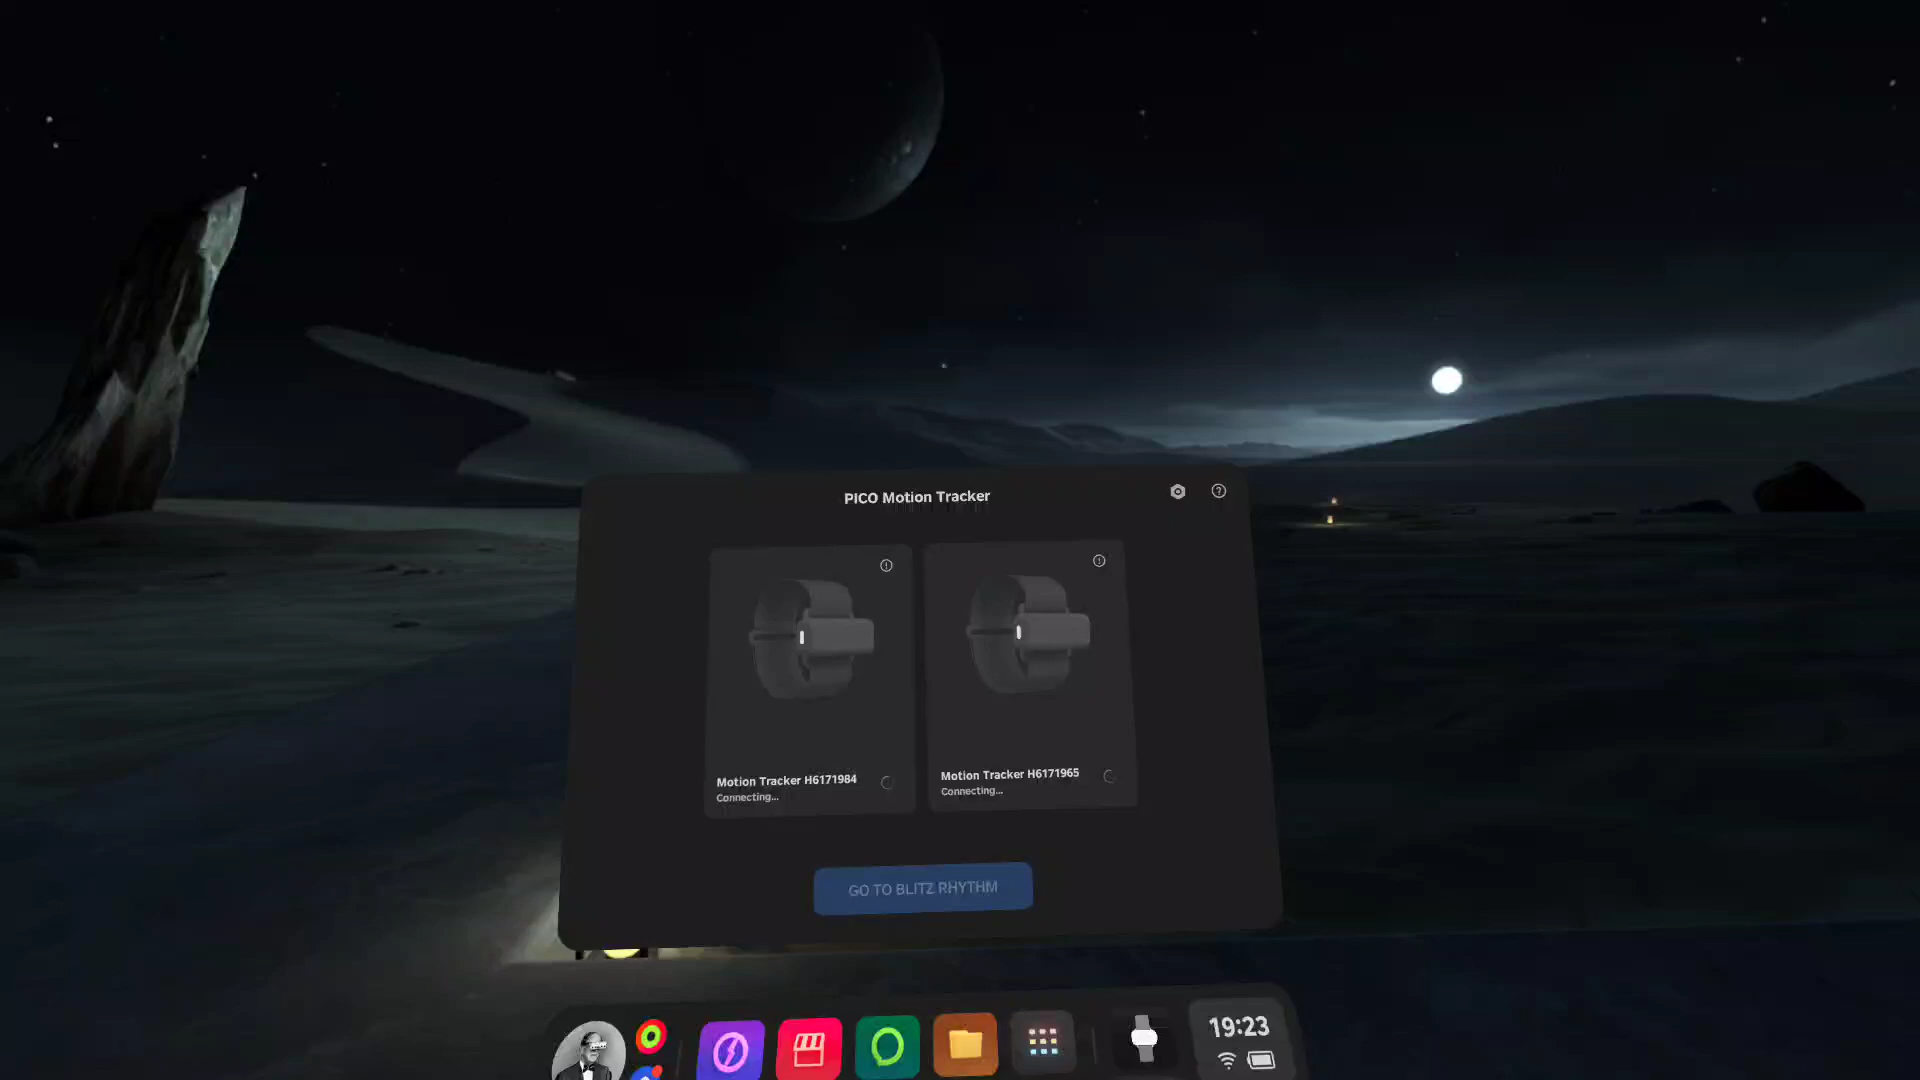 PICO Motion Tracker
Motion Tracker H6171984
Connecting...
Motion Tracker H6171965
Connecting...
GO TO BLITZ RHYTHM
19:23